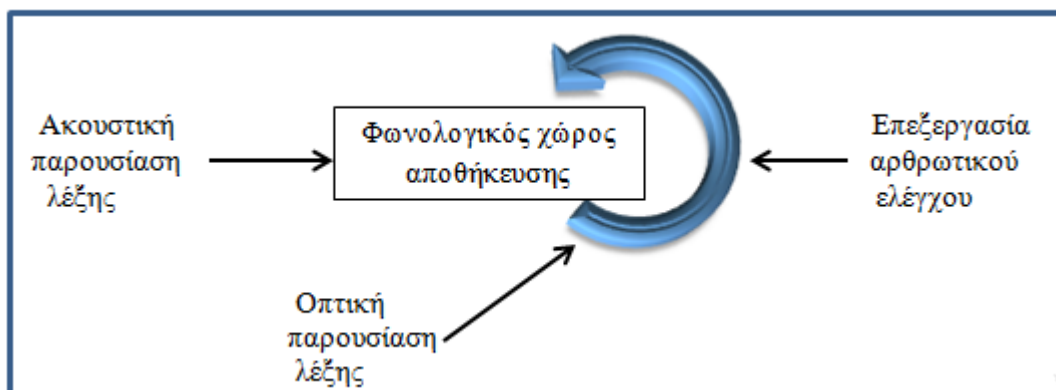 Ακουστική
παρουσίαση
λέξης
Φωνολογικός χώρος
αποθήκευσης
Επεξεργασία
αρθρωτικού
ελέγχου
Οπτική
παρουσίαση
λέξης